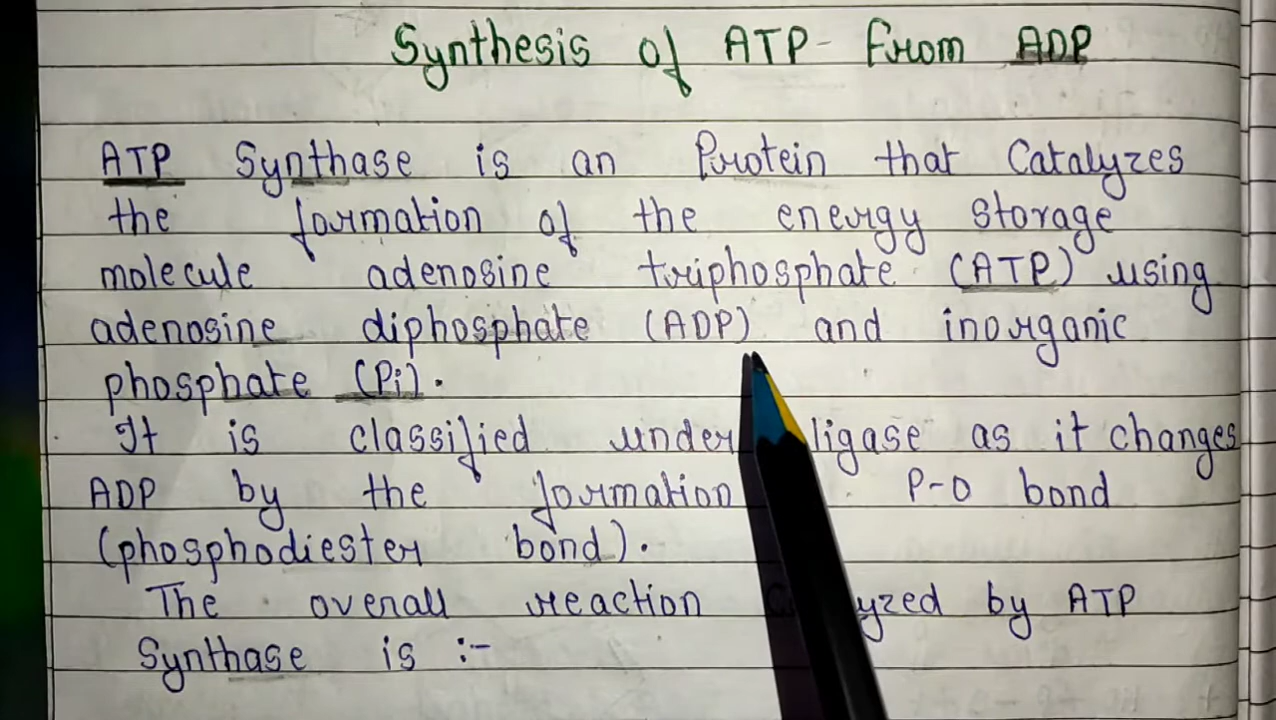 Synthesis of ATP From ADP
ATP Synthase is an Protein that Catalyzes
the formation of the energy storage
molecule adenosine triphosphate (ATP) using
adenosine diphosphate (ADP) and inorganic
phosphate (Pi).
It is classified under ligase as it changes
ADP by the formation P-O bond
(phosphodiester bond).
The overall reaction yzed by ATP
Synthase is :-